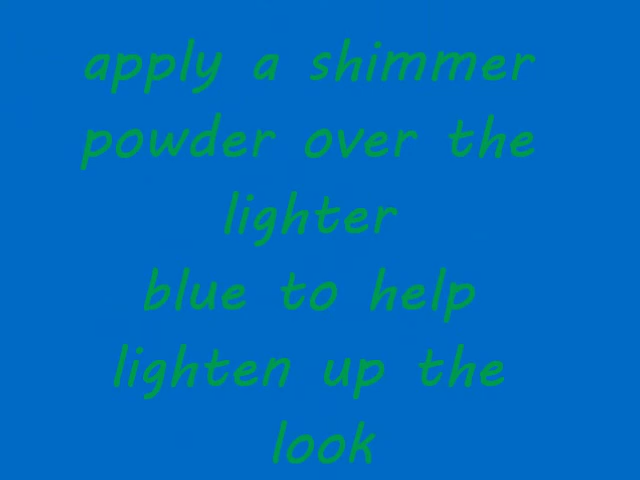 apply a shimmer
powder over the
lighter
blue to help
lighten up the
look